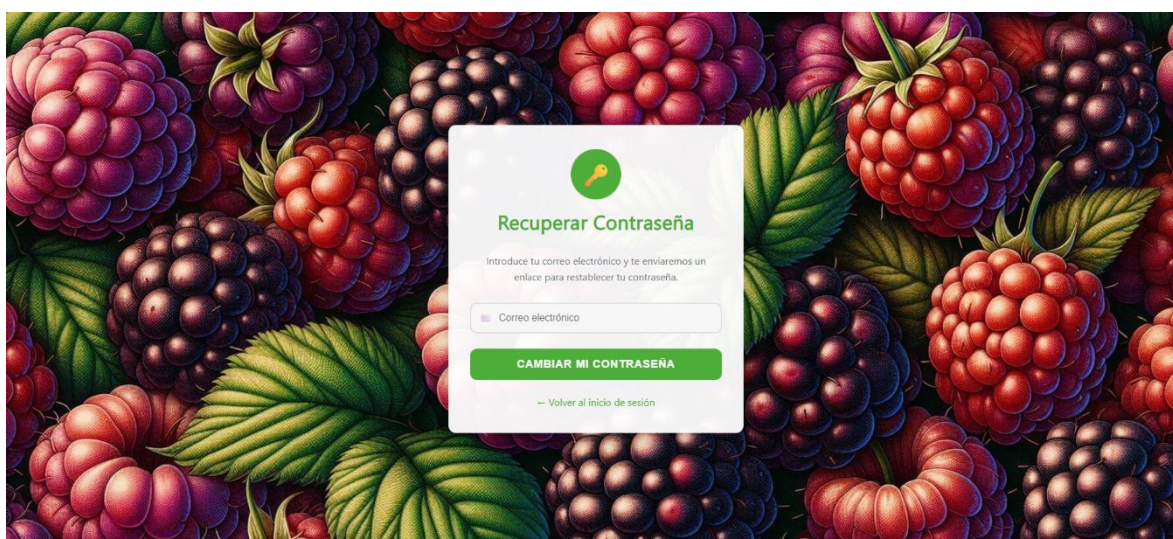 Recuperar Contraseña
Introduce tu correo electrónico y te enviaremos un
enlace para restablecer tu contraseña.
Correo electrónico
CAMBIAR MI CONTRASEÑA
← Volver al inicio de sesión